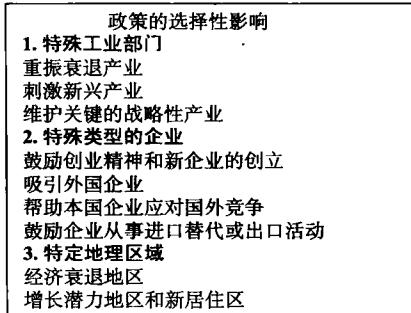 政策的选择性影响
1. 特殊工业部门
重振衰退产业
刺激新兴产业
维护关键的战略性产业
2. 特殊类型的企业
鼓励创业精神和新企业的创立
吸引外国企业
帮助本国企业应对国外竞争
鼓励企业从事进口替代或出口活动
3. 特定地理区域
经济衰退地区
增长潜力地区和新居住区